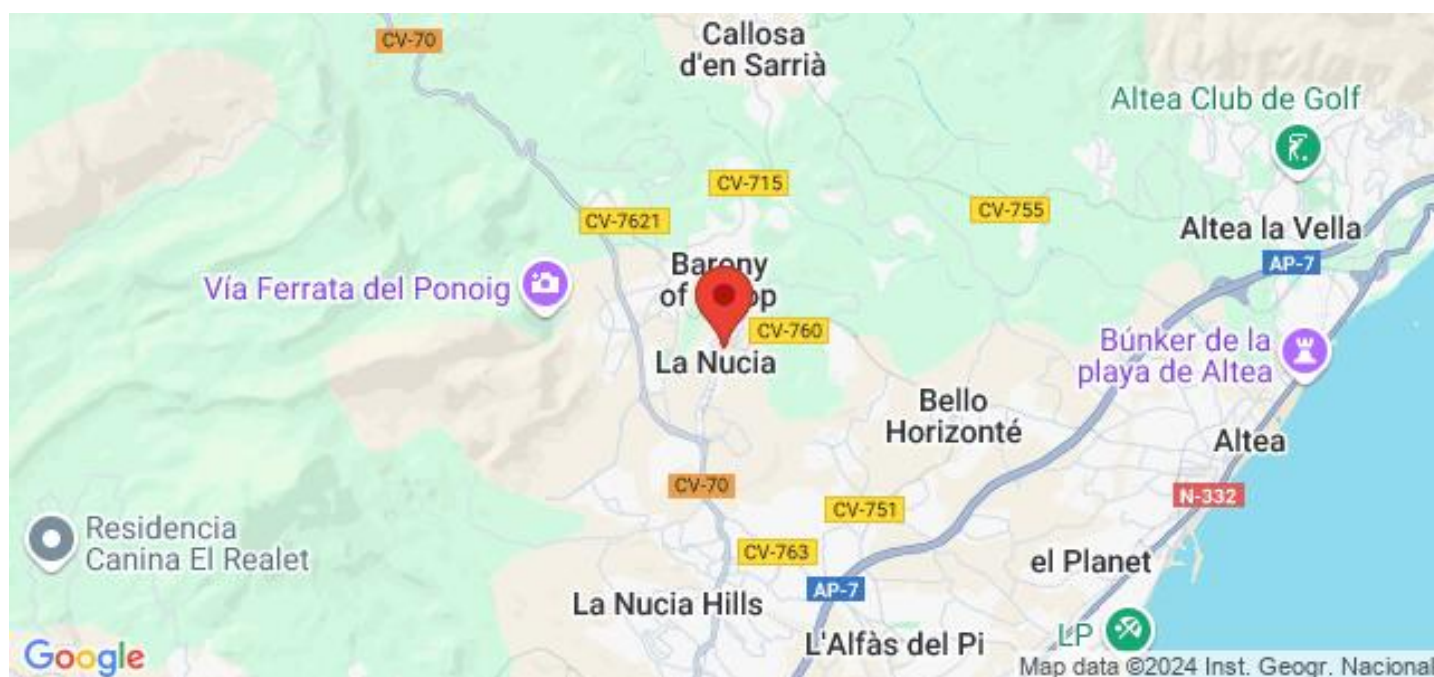 CV-70
Callosa
d'en Sarrià
Altea Club de Golf
CV-715
CV-7621
CV-755
Altea la Vella
AP-7
Barony
Vía Ferrata del Ponoig
CV-760
La Nucia
Búnker de la
playa de Altea
Bello
Horizonté
Altea
CV-70
N-332
CV-751
Residencia
Canina El Realet
CV-763
el Planet
AP-7
La Nucia Hills
L'Alfàs del Pi
LP
Google
Map data ©2024 Inst. Geogr. Nacional